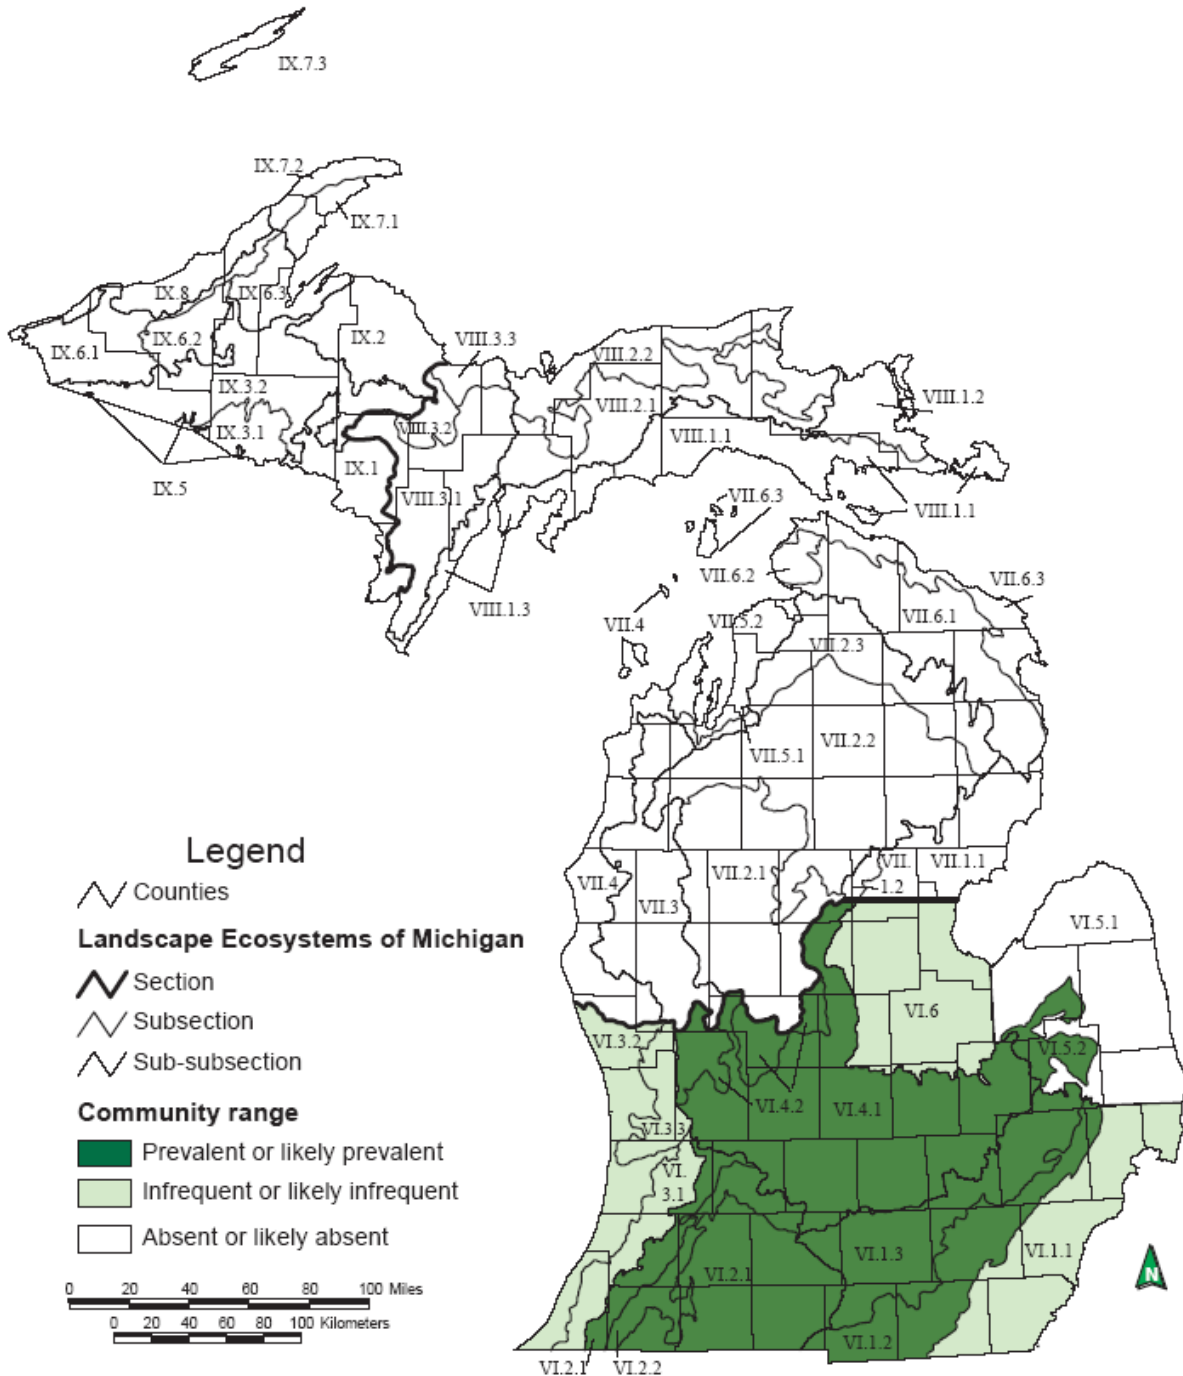 IX.7.3
IX.7.2
IX.7.1
IX.8
IX.6.3
IX.6.1
IX.6.2
IX.2
VIII.3.3
VIII.2.2
IX.3.2
VIII.2.1
VIII.1.2
IX.3.1
VIII.3.2
VIII.1.1
IX.1
IX.5
VIII.3.1
VII.6.3
VIII.1.1
VII.6.2
VII.6.3
VIII.1.3
VII.4
VII.5.2
VII.6.1
VII.2.3
VII.5.1
VII.2.2
Legend
Counties
Landscape Ecosystems of Michigan
Section
Subsection
Sub-subsection
Community range
Prevalent or likely prevalent
Infrequent or likely infrequent
Absent or likely absent
0 20 40 60 80 100 Miles
0 20 40 60 80 100 Kilometers
VII.4
VII.3
VII.2.1
VII.
1.2
VII.1.1
VI.5.1
VI.6
VI.3.2
VI.5.2
VI.4.2
VI.4.1
VI.3.3
VI.
3.1
VI.1.3
VI.1.1
VI.2.1
VI.1.2
VI.2.1
VI.2.2
N